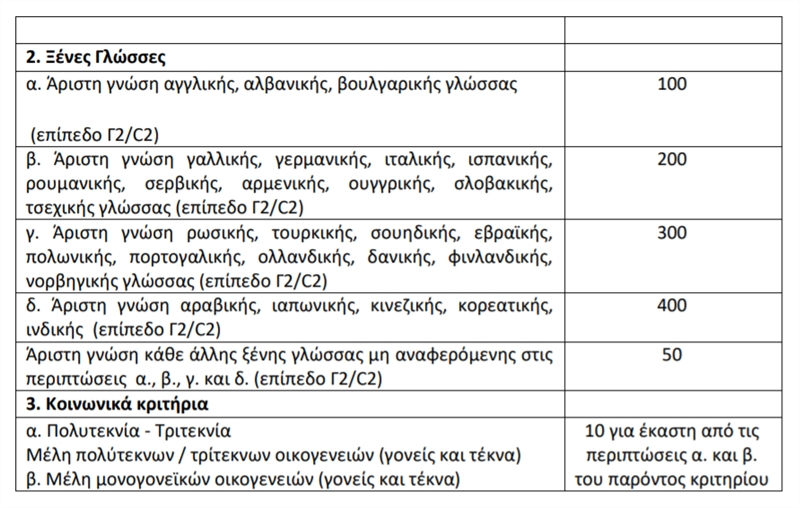 2. Ξένες Γλώσσες
α. Άριστη γνώση αγγλικής, αλβανικής, βουλγαρικής γλώσσας
100
(επίπεδο Γ2/C2)
β. Άριστη γνώση γαλλικής, γερμανικής, ιταλικής, ισπανικής,
200
ρουμανικής, σερβικής, αρμενικής, ουγγρικής, σλοβακικής,
τσεχικής γλώσσας (επίπεδο Γ2/C2)
γ. Άριστη γνώση ρωσικής, τουρκικής, σουηδικής, εβραϊκής,
300
πολωνικής, πορτογαλικής, ολλανδικής, δανικής, φινλανδικής,
νορβηγικής γλώσσας (επίπεδο Γ2/C2)
δ. Άριστη γνώση αραβικής, ιαπωνικής, κινεζικής, κορεατικής,
400
ινδικής (επίπεδο Γ2/C2)
Άριστη γνώση κάθε άλλης ξένης γλώσσας μη αναφερόμενης στις
50
περιπτώσεις α., β., γ. και δ. (επίπεδο Γ2/C2)
3. Κοινωνικά κριτήρια
α. Πολυτεκνία - Τριτεκνία
Μέλη πολύτεκνων / τρίτεκνων οικογενειών (γονείς και τέκνα)
β. Μέλη μονογονεϊκών οικογενειών (γονείς και τέκνα)
10 για έκαστη από τις
περιπτώσεις α. και β.
του παρόντος κριτηρίου